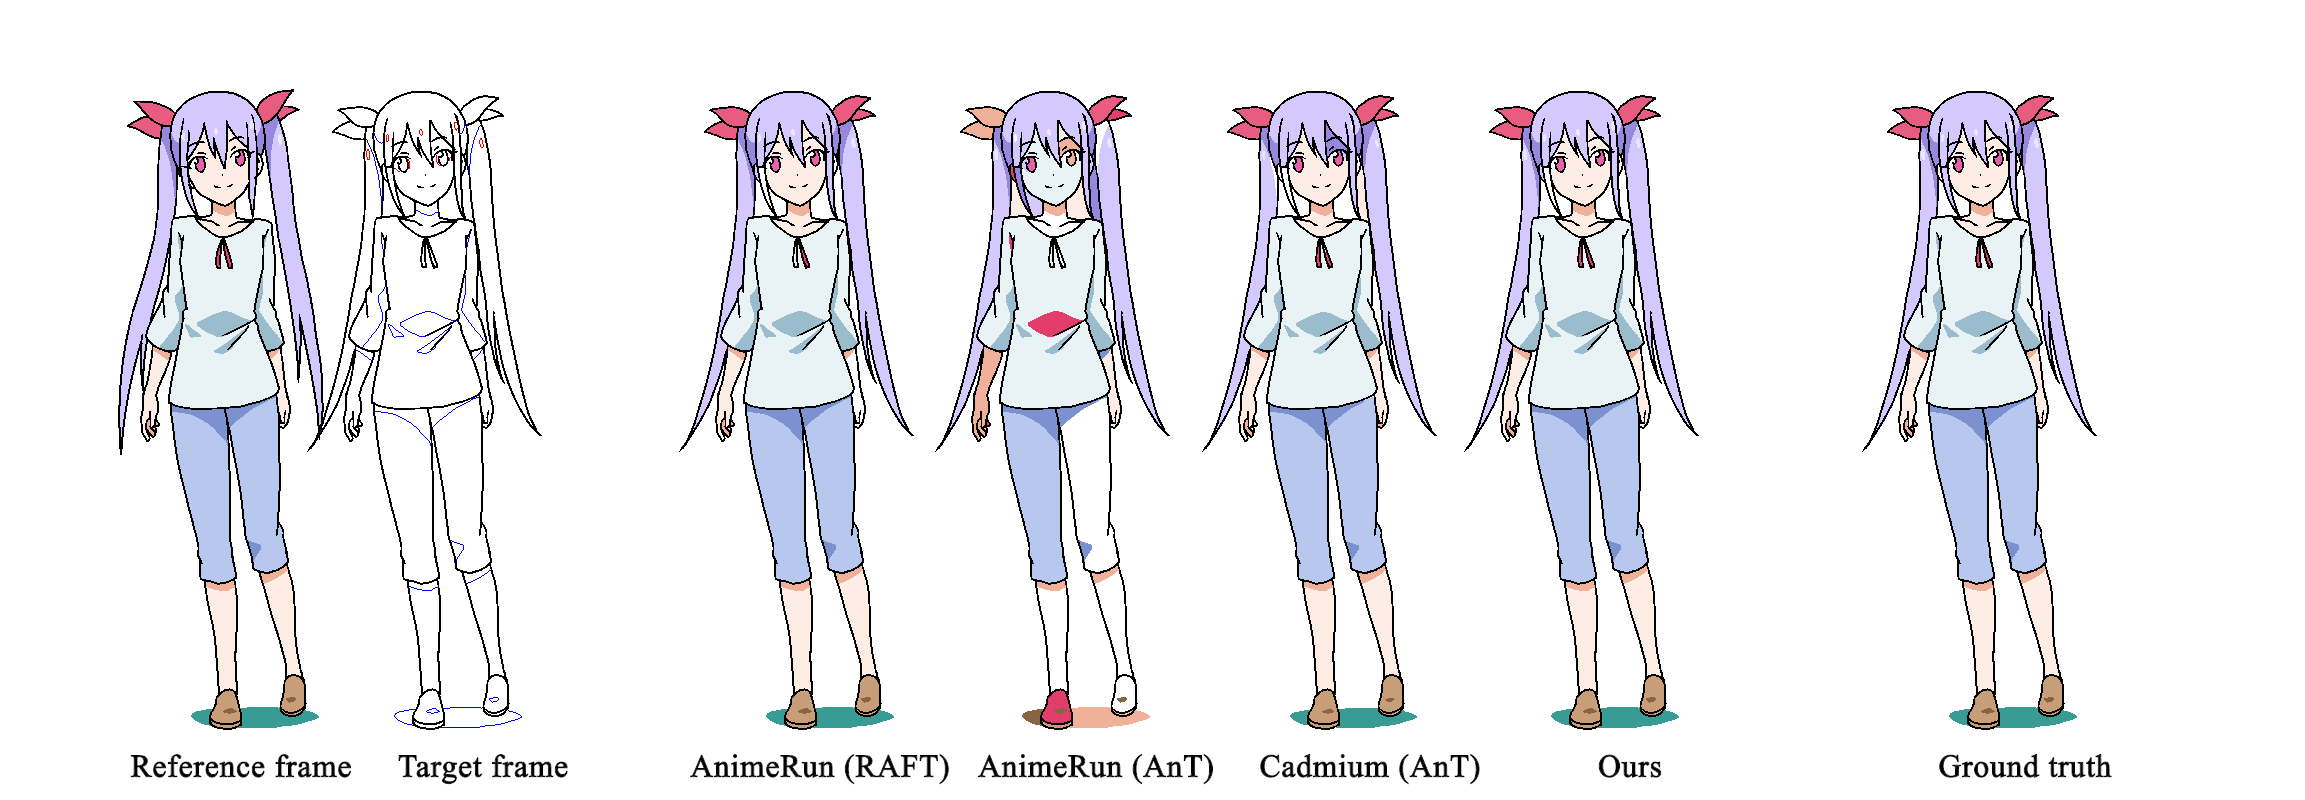 Reference frame
Target frame
AnimeRun (RAFT)
AnimeRun (AnT)
Cadmium (AnT)
Ours
Ground truth